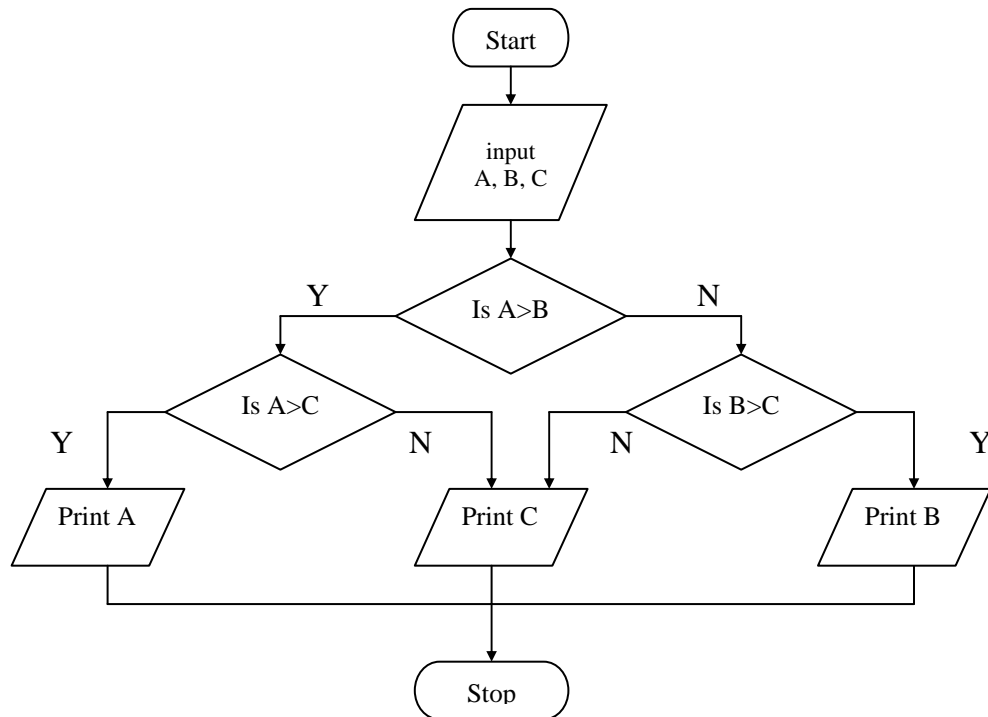 Start
input
A, B, C
Is A>B
Y
N
Is A>C
Is B>C
Y
N
N
Y
Print A
Print C
Print B
Stop